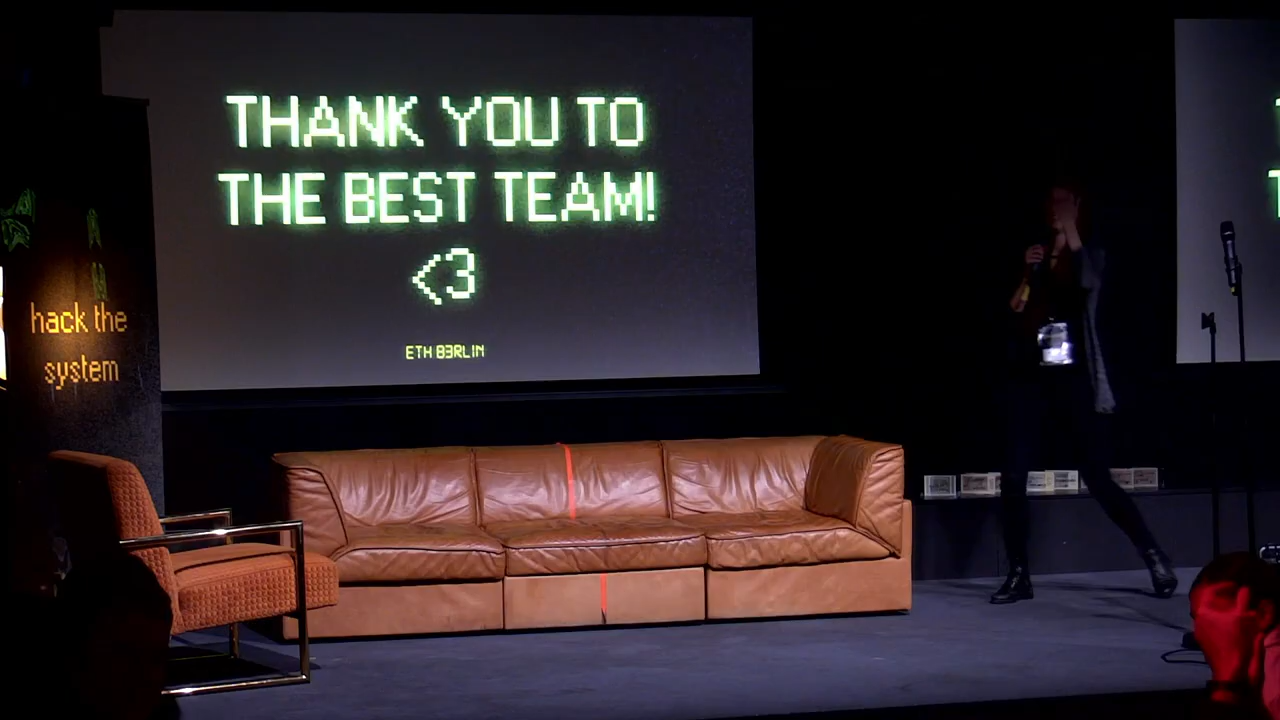 THANK YOU TO
THE BEST TEAM!
<3
ETH B3RLIN
hack the
system